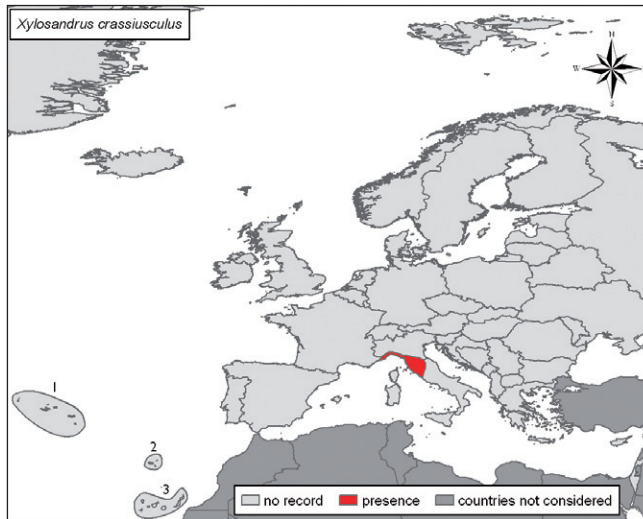 Xylosandrus crassiusculus
N
W
E
S
1
2
3
no record
presence
countries not considered